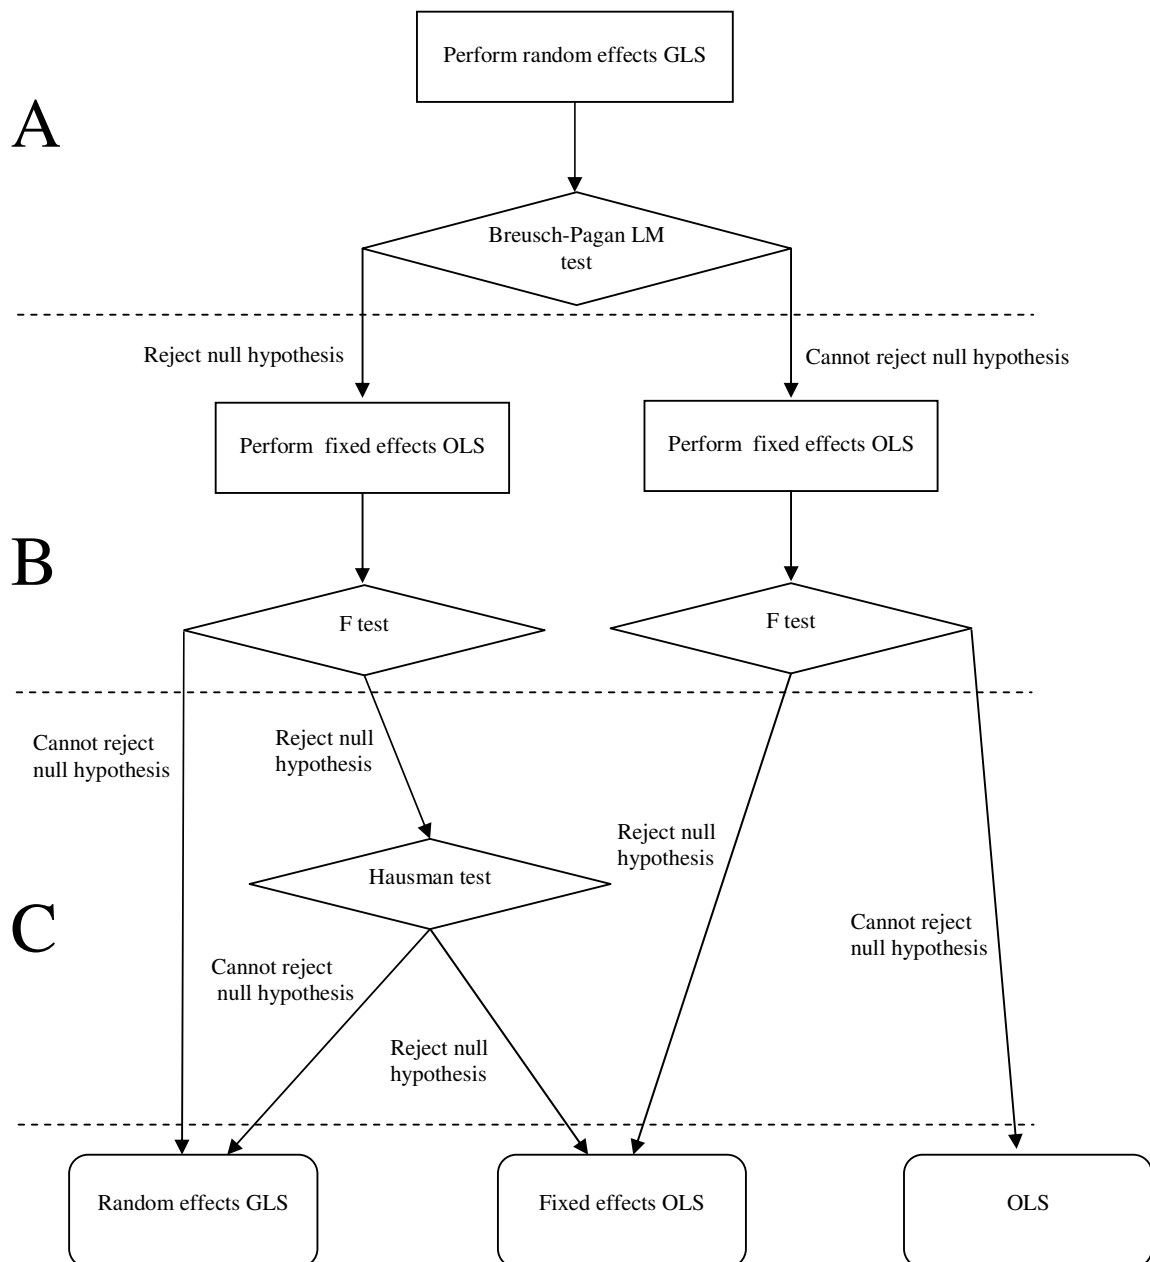 Perform random effects GLS
A
Breusch-Pagan LM
test
Reject null hypothesis
Cannot reject null hypothesis
Perform fixed effects OLS
Perform fixed effects OLS
B
F test
F test
Cannot reject
null hypothesis
Reject null
hypothesis
Reject null
hypothesis
Hausman test
C
Cannot reject
null hypothesis
Cannot reject
null hypothesis
Reject null
hypothesis
Random effects GLS
Fixed effects OLS
OLS